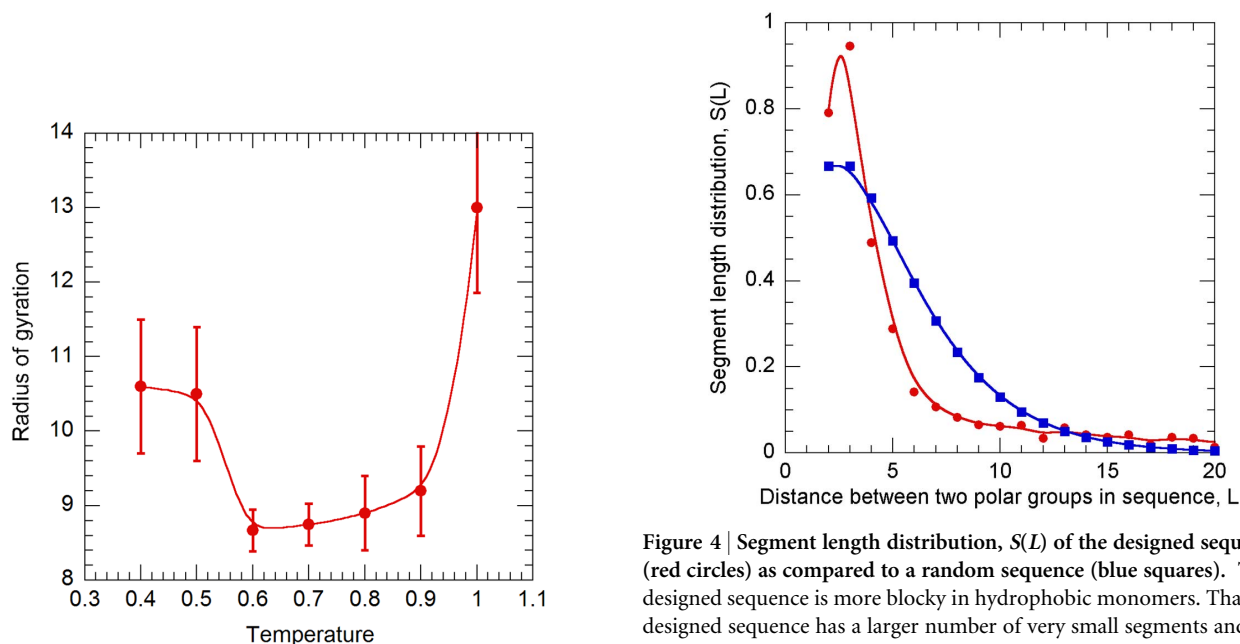 14
13
12
11
10
9
8
0.3 0.4 0.5 0.6 0.7 0.8 0.9 1 1.1
Radius of gyration
Temperature
1
0.8
0.6
0.4
0.2
0
0 5 10 15 20
Segment length distribution, S(L)
Distance between two polar groups in sequence, L
Figure 4 | Segment length distribution, S(L) of the designed sequ
(red circles) as compared to a random sequence (blue squares).
designed sequence is more blocky in hydrophobic monomers. Tha
designed sequence has a larger number of very small segments and